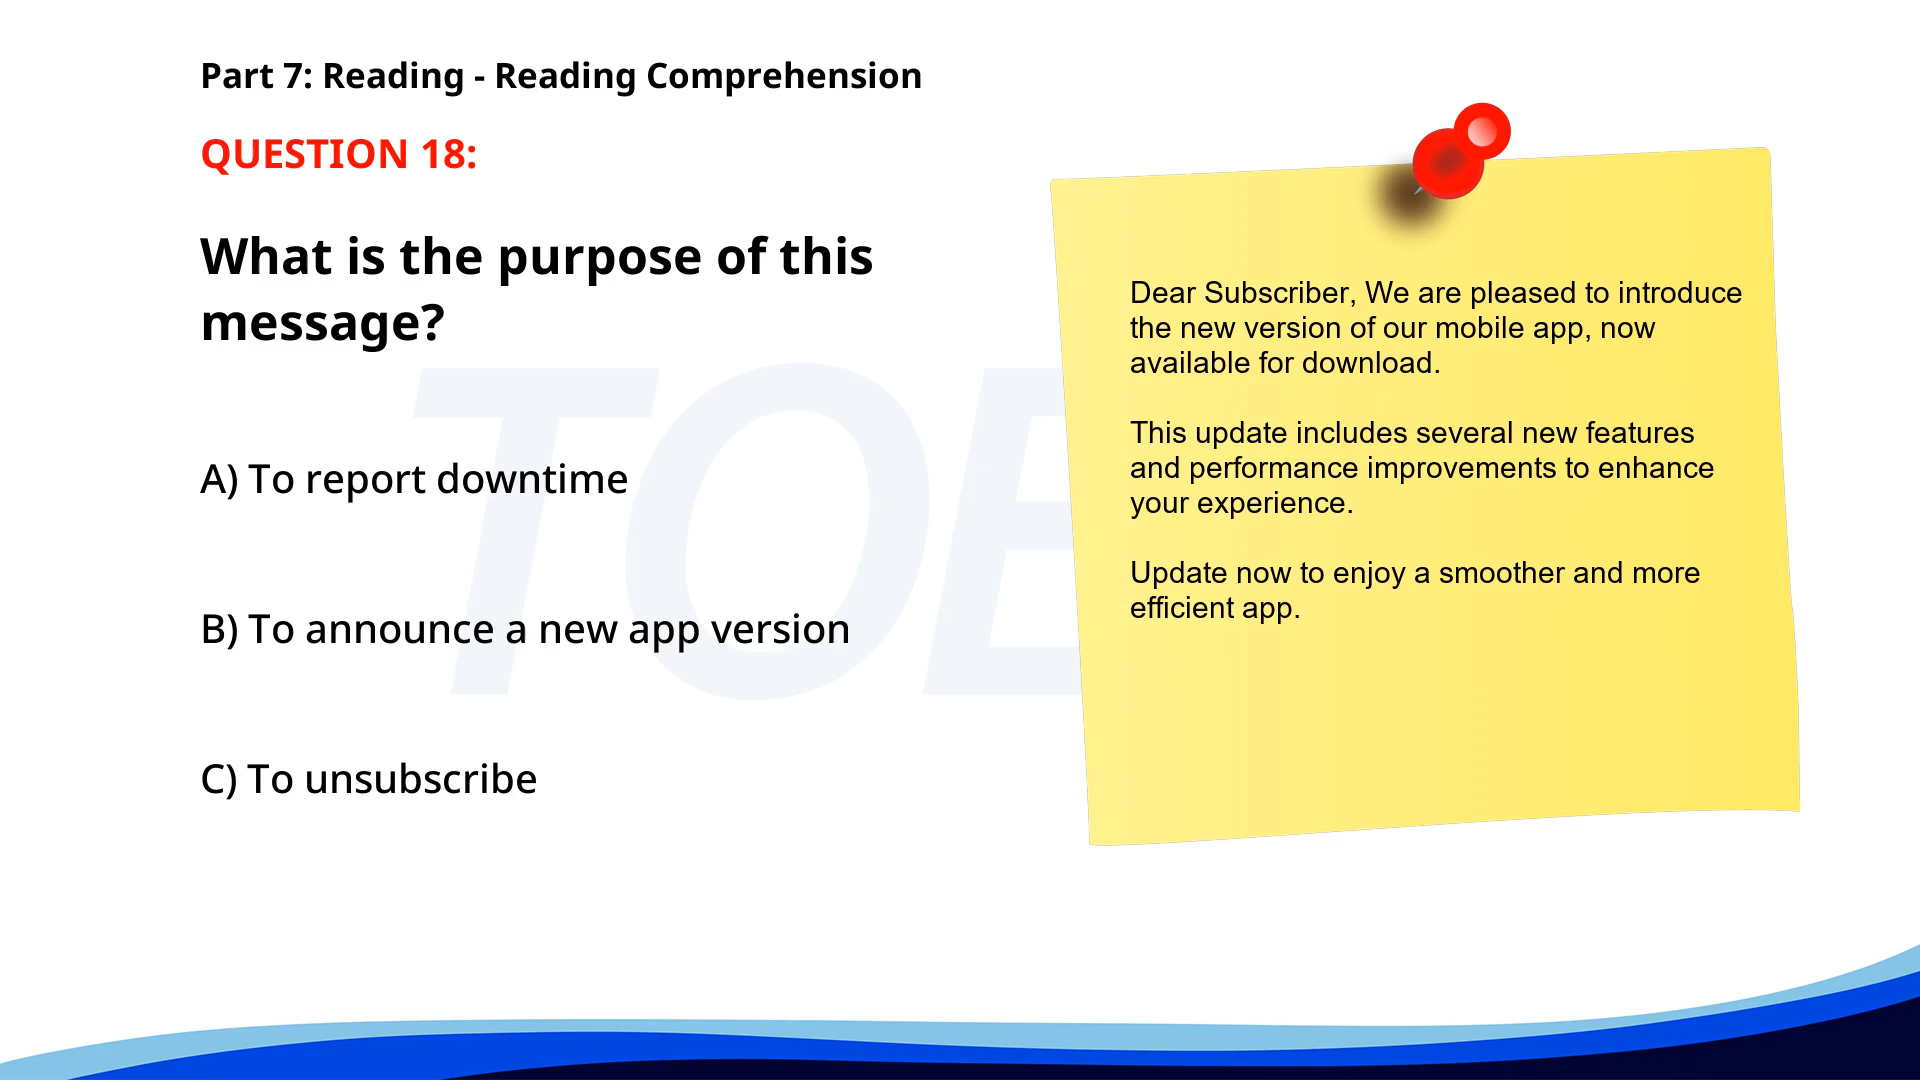 Part 7: Reading - Reading Comprehension
QUESTION 18:
What is the purpose of this
message?
A) To report downtime
B) To announce a new app version
C) To unsubscribe
Dear Subscriber, We are pleased to introduce
the new version of our mobile app, now
available for download.
This update includes several new features
and performance improvements to enhance
your experience.
Update now to enjoy a smoother and more
efficient app.